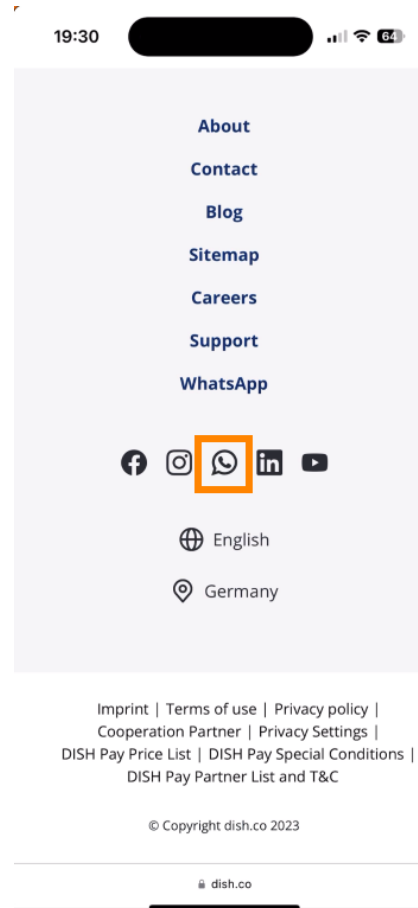 19:30
64
About
Contact
Blog
Sitemap
Careers
Support
WhatsApp
in
English
Germany
Imprint | Terms of use | Privacy policy |
Cooperation Partner | Privacy Settings |
DISH Pay Price List | DISH Pay Special Conditions |
DISH Pay Partner List and T&C
© Copyright dish.co 2023
dish.co